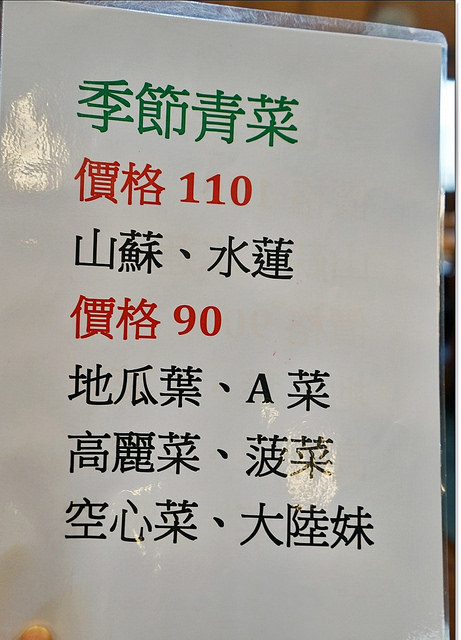 季節青菜
價格 110
山蘇、水蓮
價格 90
地瓜葉、A 菜
高麗菜、菠菜
空心菜、大陸妹